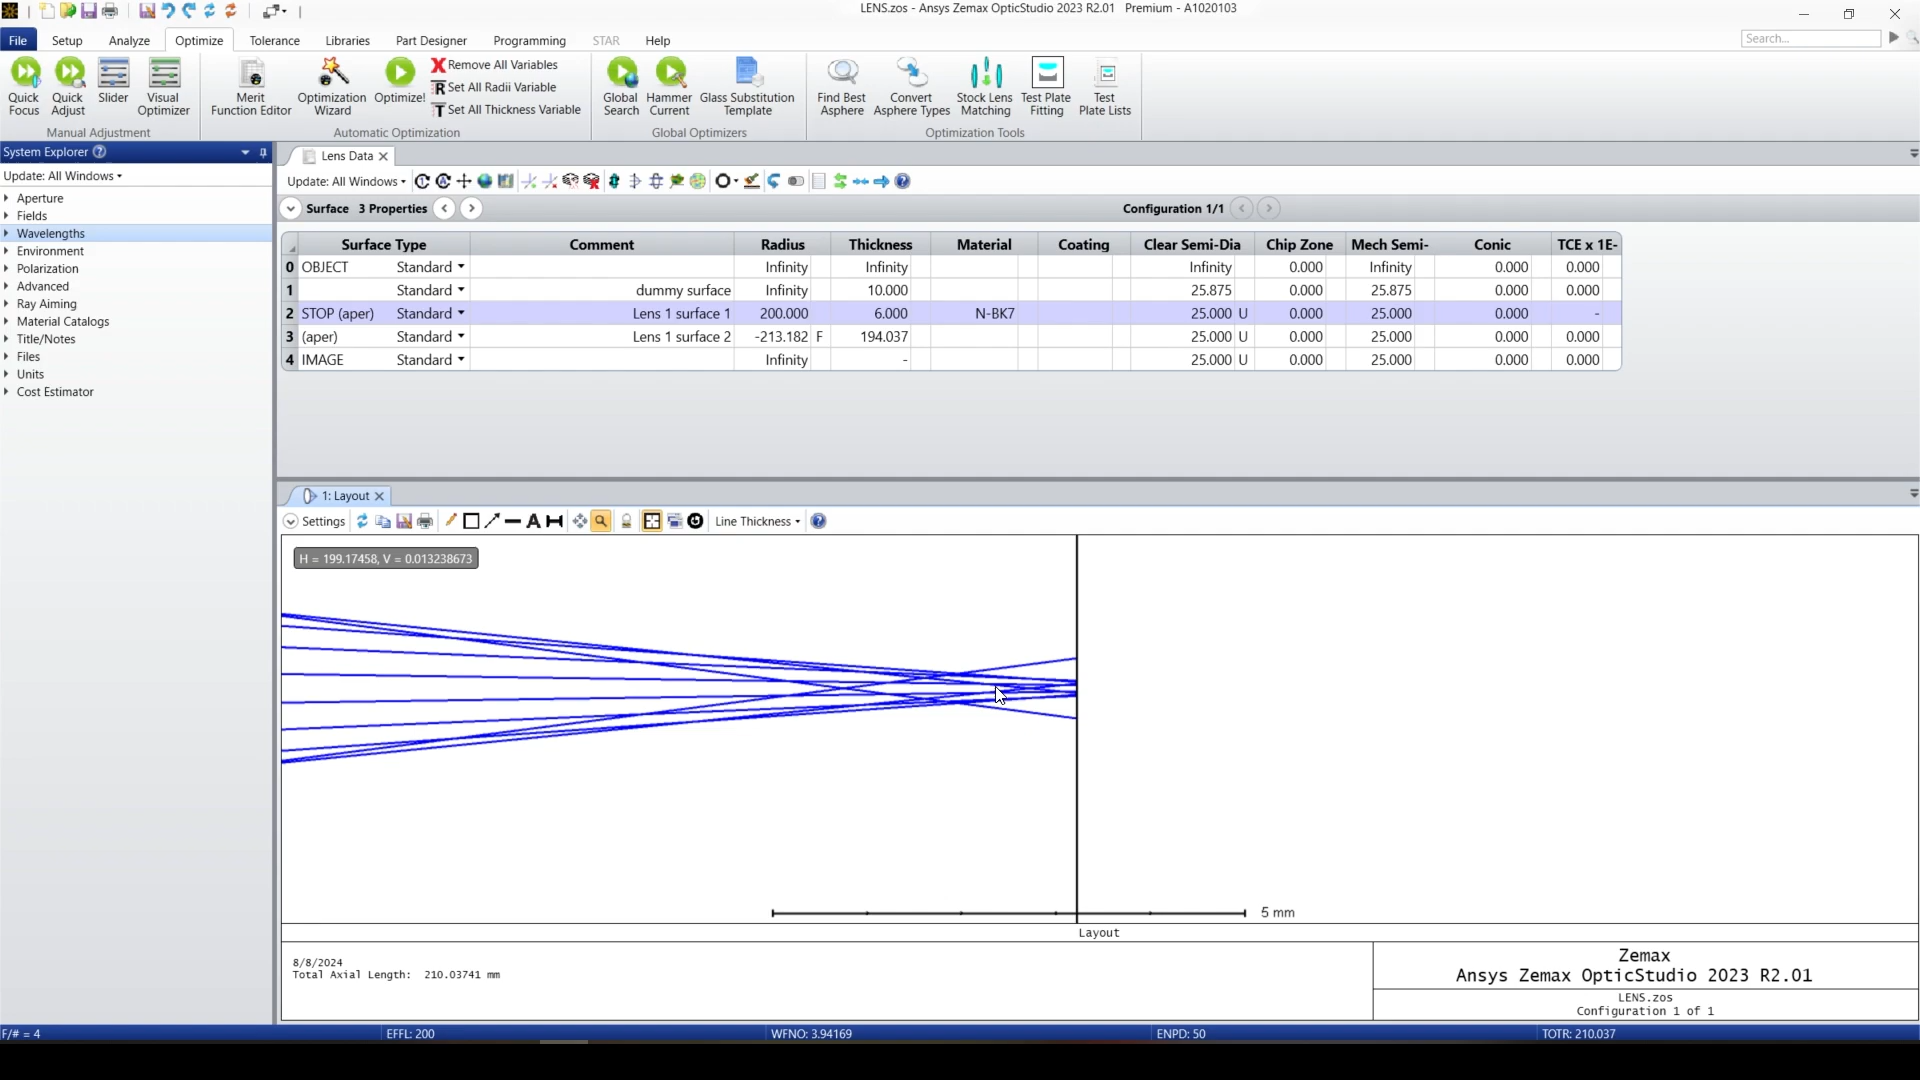 LENS.zos - Ansys Zemax OpticStudio 2023 R2.01   Premium - A1020103
File Setup Analyze Optimize Tolerance Libraries Part Designer Programming STAR Help
Search...
Quick Focus
Quick Adjust
Slider
Visual Optimizer
Manual Adjustment
Merit Function Editor
Optimization Wizard
Optimize!
Remove All Variables
Set All Radii Variable
Set All Thickness Variable
Automatic Optimization
Global Search
Hammer Current
Glass Substitution Template
Global Optimizers
Find Best Asphere
Convert Asphere Types
Stock Lens Matching
Test Plate Fitting
Test Plate Lists
Optimization Tools
System Explorer
Update: All Windows
Aperture
Fields
Wavelengths
Environment
Polarization
Advanced
Ray Aiming
Material Catalogs
Title/Notes
Files
Units
Cost Estimator
Lens Data
Update: All Windows
Surface 3 Properties
Configuration 1/1
Surface Type Comment Radius Thickness Material Coating Clear Semi-Dia Chip Zone Mech Semi- Conic TCE x 1E-
0 OBJECT Standard Infinity Infinity Infinity 0.000 Infinity 0.000 0.000
1 Standard dummy surface Infinity 10.000 25.875 0.000 25.875 0.000 0.000
2 STOP (aper) Standard Lens 1 surface 1 200.000 6.000 N-BK7 25.000 U 0.000 25.000 0.000 -
3 (aper) Standard Lens 1 surface 2 -213.182 F 194.037 25.000 U 0.000 25.000 0.000 0.000
4 IMAGE Standard Infinity - 25.000 U 0.000 25.000 0.000 0.000
1: Layout
Settings
Line Thickness
H = 199.17458, V = 0.013238673
5 mm
Layout
8/8/2024
Total Axial Length: 210.03741 mm
Zemax
Ansys Zemax OpticStudio 2023 R2.01
LENS.zos
Configuration 1 of 1
F/# = 4 EFFL: 200 WFNO: 3.94169 ENPD: 50 TOTR: 210.037